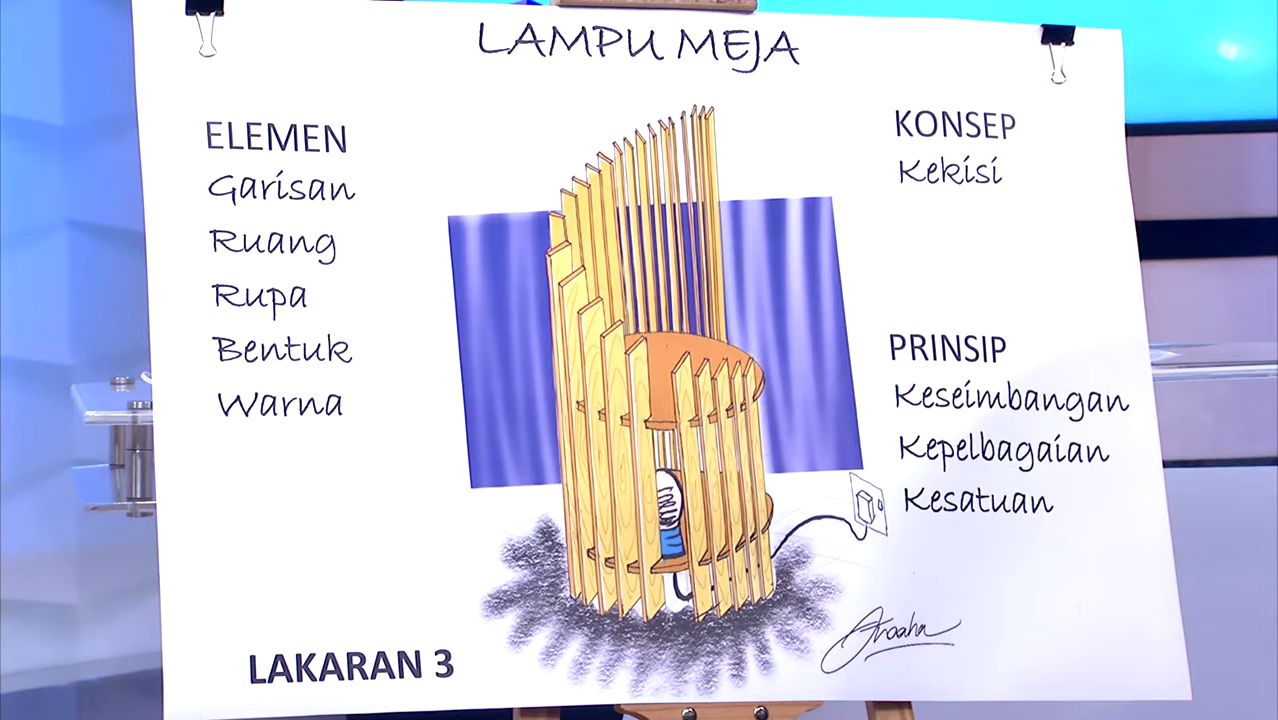 LAMPU MEJA
ELEMEN
Garisan
Ruang
Rupa
Bentuk
Warna
KONSEP
Kekisi
PRINSIP
Keseimbangan
Kepelbagaian
Kesatuan
LAKARAN 3